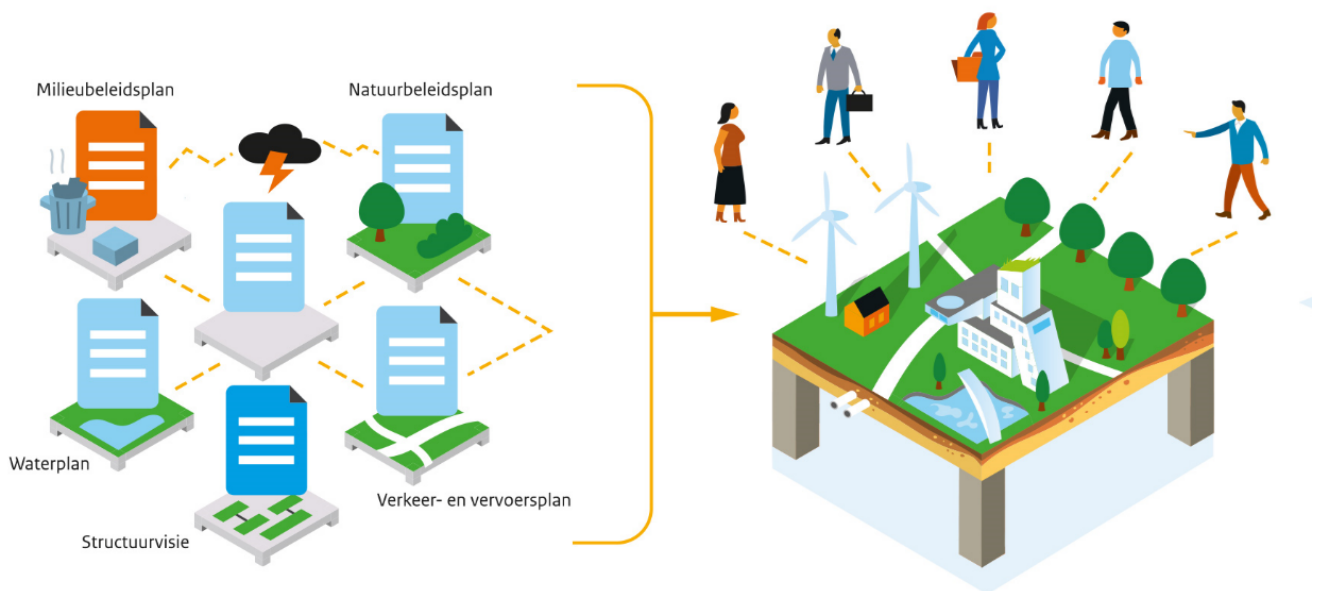 Milieubeleidsplan
Natuurbeleidsplan
Waterplan
Verkeer- en vervoersplan
Structuurvisie